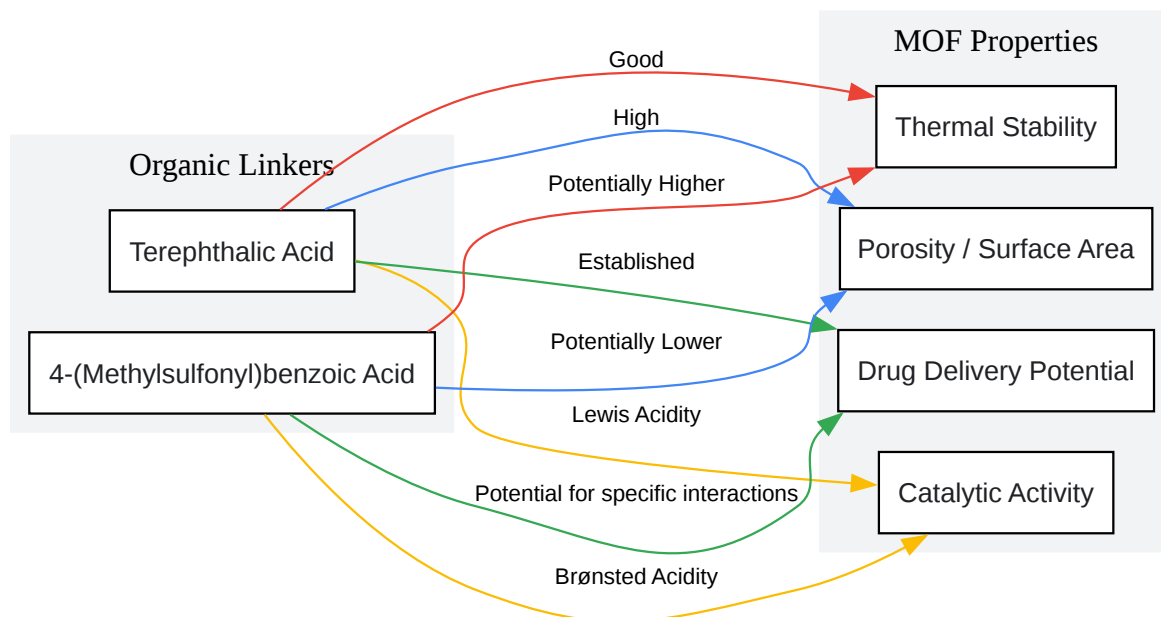 MOF Properties
Good
Thermal Stability
High
Organic Linkers
Potentially Higher
Terephthalic Acid
Porosity / Surface Area
Established
Potentially Lower
4-(Methylsulfonyl)benzoic Acid
Drug Delivery Potential
Lewis Acidity
Potential for specific interactions
Catalytic Activity
Brønsted Acidity